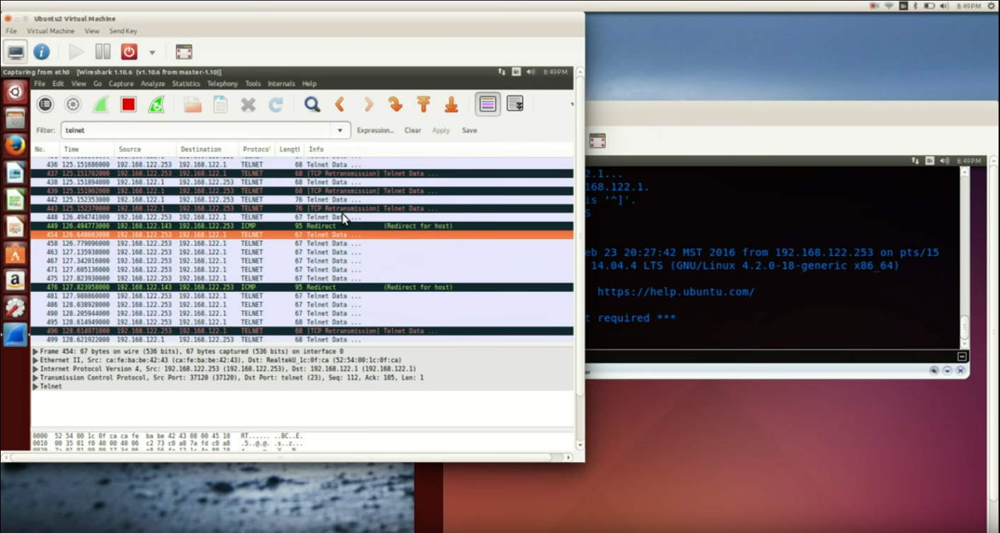 8:49PM
Ubuntu2 Virtual Machine
File Virtual Machine View Send Key
Capturing from eth0 [Wireshark 1.10.6 (v1.10.6 from master-1.10)] 8:49PM
File Edit View Go Capture Analyze Statistics Telephony Tools Internals Help
Filter: telnet Expression... Clear Apply Save
No. Time Source Destination Protocol Length Info
436 125.151686000 192.168.122.253 192.168.122.1 TELNET 68 Telnet Data ...
437 125.151702000 192.168.122.253 192.168.122.1 TELNET 68 [TCP Retransmission] Telnet Data ...
438 125.151894000 192.168.122.1 192.168.122.253 TELNET 68 Telnet Data ...
439 125.151902000 192.168.122.1 192.168.122.253 TELNET 68 [TCP Retransmission] Telnet Data ...
442 125.152353000 192.168.122.1 192.168.122.253 TELNET 76 Telnet Data ...
443 125.152370000 192.168.122.1 192.168.122.253 TELNET 76 [TCP Retransmission] Telnet Data ...
448 126.494741000 192.168.122.253 192.168.122.1 TELNET 67 Telnet Data ...
449 126.494773000 192.168.122.143 192.168.122.253 ICMP 95 Redirect (Redirect for host)
454 126.648603000 192.168.122.253 192.168.122.1 TELNET 67 Telnet Data ...
458 126.779096000 192.168.122.253 192.168.122.1 TELNET 67 Telnet Data ...
463 127.135938000 192.168.122.253 192.168.122.1 TELNET 67 Telnet Data ...
467 127.342016000 192.168.122.253 192.168.122.1 TELNET 67 Telnet Data ...
471 127.605136000 192.168.122.253 192.168.122.1 TELNET 67 Telnet Data ...
475 127.823930000 192.168.122.253 192.168.122.1 TELNET 67 Telnet Data ...
476 127.823958000 192.168.122.143 192.168.122.253 ICMP 95 Redirect (Redirect for host)
481 127.980860000 192.168.122.253 192.168.122.1 TELNET 67 Telnet Data ...
486 128.038928000 192.168.122.253 192.168.122.1 TELNET 67 Telnet Data ...
490 128.205944000 192.168.122.253 192.168.122.1 TELNET 67 Telnet Data ...
495 128.614949000 192.168.122.253 192.168.122.1 TELNET 68 Telnet Data ...
496 128.614971000 192.168.122.253 192.168.122.1 TELNET 68 [TCP Retransmission] Telnet Data ...
499 128.621922000 192.168.122.1 192.168.122.253 TELNET 68 Telnet Data ...
Frame 454: 67 bytes on wire (536 bits), 67 bytes captured (536 bits) on interface 0
Ethernet II, Src: ca:fe:ba:be:42:43 (ca:fe:ba:be:42:43), Dst: RealtekU_1c:0f:ca (52:54:00:1c:0f:ca)
Internet Protocol Version 4, Src: 192.168.122.253 (192.168.122.253), Dst: 192.168.122.1 (192.168.122.1)
Transmission Control Protocol, Src Port: 37120 (37120), Dst Port: telnet (23), Seq: 112, Ack: 105, Len: 1
Telnet
0000 52 54 00 1c 0f ca ca fe ba be 42 43 08 00 45 10 RT...... ..BC..E.
0010 00 35 01 f0 40 00 40 06 c2 73 c0 a8 7a fd c0 a8 .5..@.@. .s..z...
8:49PM
2.1...
168.122.1.
is '^]'.
S
eb 23 20:27:42 MST 2016 from 192.168.122.253 on pts/15
14.04.4 LTS (GNU/Linux 4.2.0-18-generic x86_64)
https://help.ubuntu.com/
t required ***